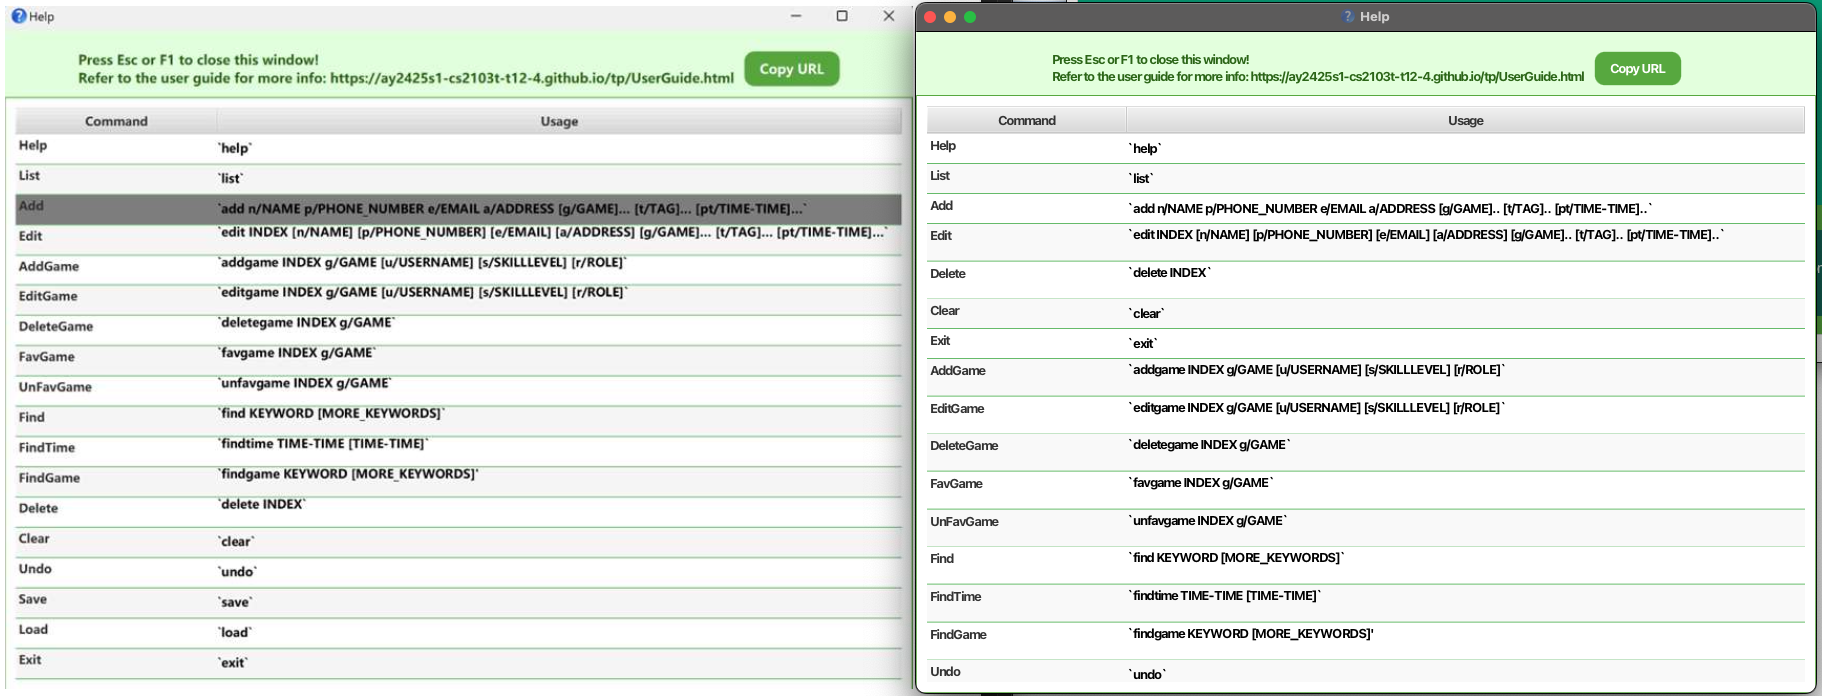 Help
Press Esc or F1 to close this window!
Refer to the user guide for more info: https://ay2425s1-cs2103t-t12-4.github.io/tp/UserGuide.html
Copy URL
Command Usage
Help `help`
List `list`
Add `add n/NAME p/PHONE_NUMBER e/EMAIL a/ADDRESS [g/GAME]... [t/TAG]... [pt/TIME-TIME]...`
Edit `edit INDEX [n/NAME] [p/PHONE_NUMBER] [e/EMAIL] [a/ADDRESS] [g/GAME]... [t/TAG]... [pt/TIME-TIME]...`
AddGame `addgame INDEX g/GAME [u/USERNAME] [s/SKILLLEVEL] [r/ROLE]`
EditGame `editgame INDEX g/GAME [u/USERNAME] [s/SKILLLEVEL] [r/ROLE]`
DeleteGame `deletegame INDEX g/GAME`
FavGame `favgame INDEX g/GAME`
UnFavGame `unfavgame INDEX g/GAME`
Find `find KEYWORD [MORE_KEYWORDS]`
FindTime `findtime TIME-TIME [TIME-TIME]`
FindGame `findgame KEYWORD [MORE_KEYWORDS]'
Delete `delete INDEX`
Clear `clear`
Undo `undo`
Save `save`
Load `load`
Exit `exit`
Help
Press Esc or F1 to close this window!
Refer to the user guide for more info: https://ay2425s1-cs2103t-t12-4.github.io/tp/UserGuide.html
Copy URL
Command Usage
Help `help`
List `list`
Add `add n/NAME p/PHONE_NUMBER e/EMAIL a/ADDRESS [g/GAME].. [t/TAG].. [pt/TIME-TIME]..`
Edit `edit INDEX [n/NAME] [p/PHONE_NUMBER] [e/EMAIL] [a/ADDRESS] [g/GAME].. [t/TAG].. [pt/TIME-TIME]..`
Delete `delete INDEX`
Clear `clear`
Exit `exit`
AddGame `addgame INDEX g/GAME [u/USERNAME] [s/SKILLLEVEL] [r/ROLE]`
EditGame `editgame INDEX g/GAME [u/USERNAME] [s/SKILLLEVEL] [r/ROLE]`
DeleteGame `deletegame INDEX g/GAME`
FavGame `favgame INDEX g/GAME`
UnFavGame `unfavgame INDEX g/GAME`
Find `find KEYWORD [MORE_KEYWORDS]`
FindTime `findtime TIME-TIME [TIME-TIME]`
FindGame `findgame KEYWORD [MORE_KEYWORDS]'
Undo `undo`